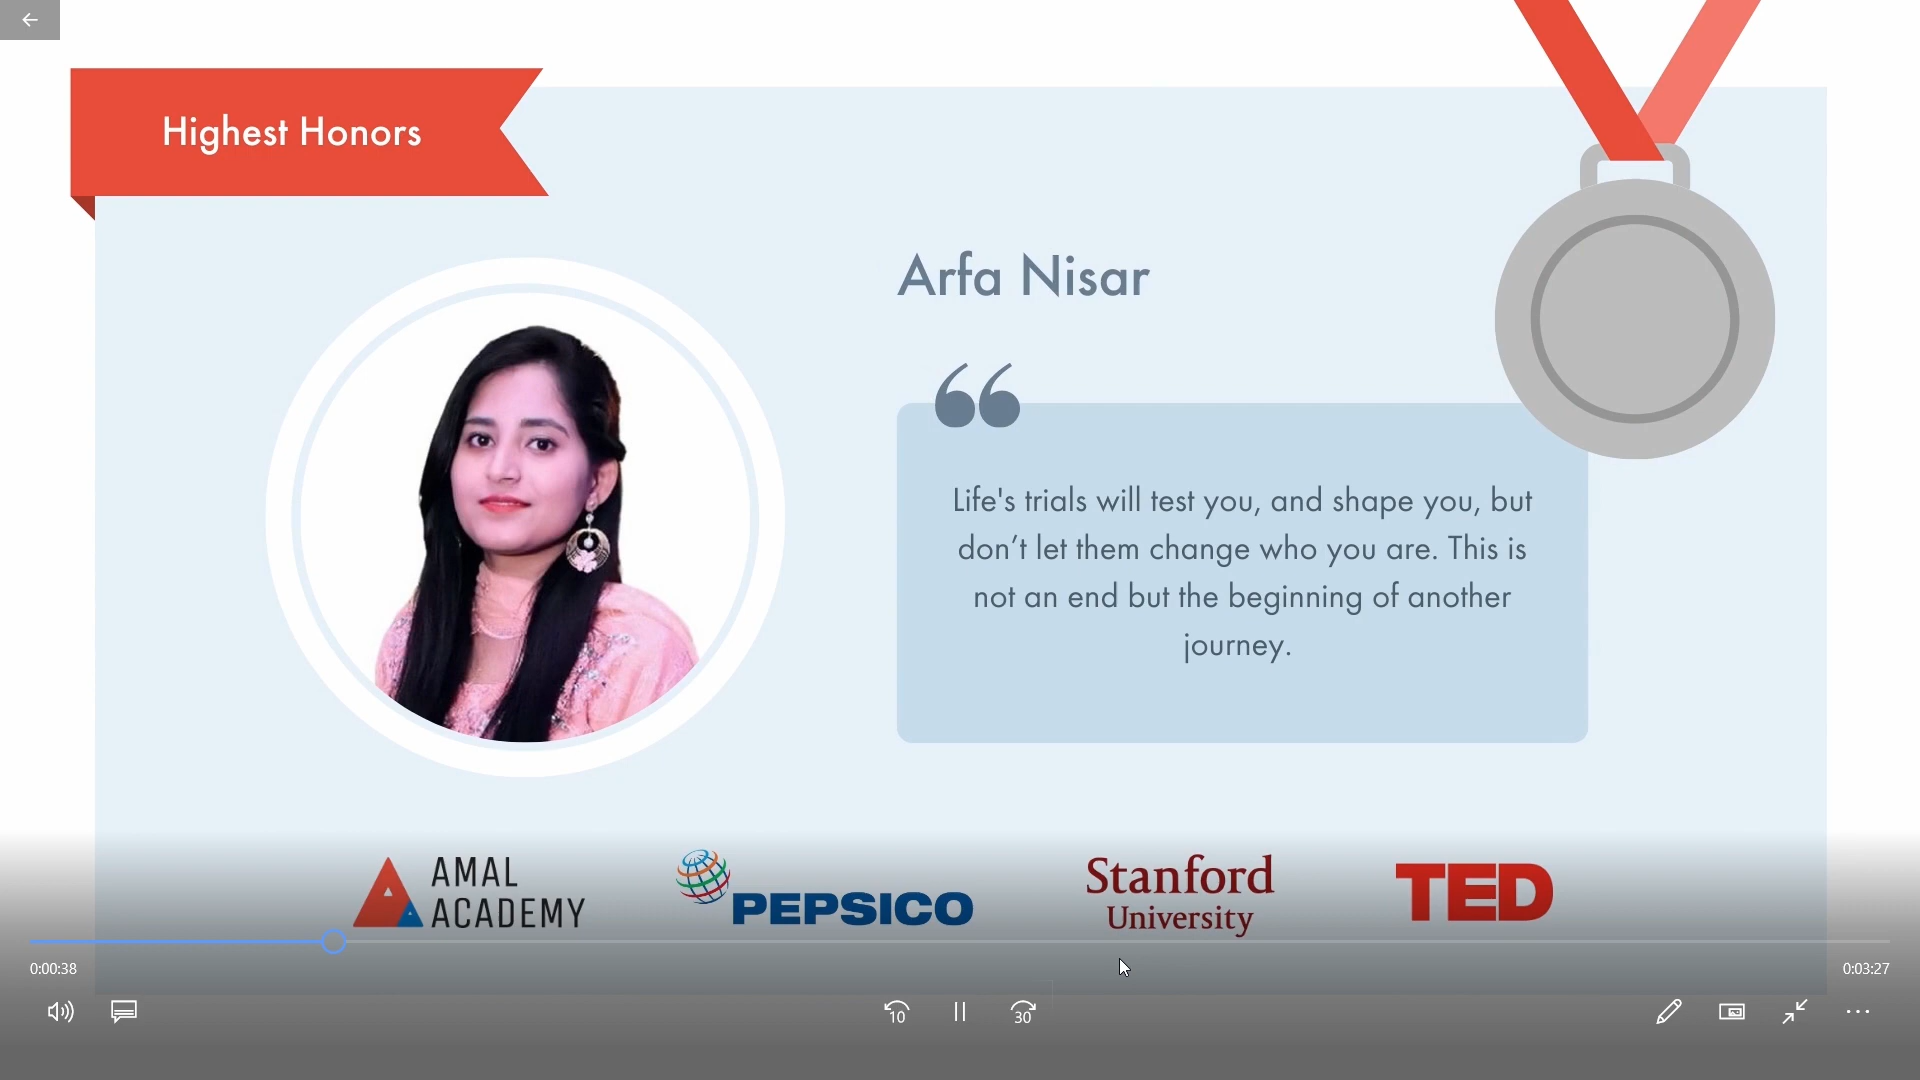 Highest Honors
Arfa Nisar
“
Life's trials will test you, and shape you, but
don’t let them change who you are. This is
not an end but the beginning of another
journey.
AMAL
ACADEMY
PEPSICO
Stanford
University
TED
0:00:38
0:03:27
10
30